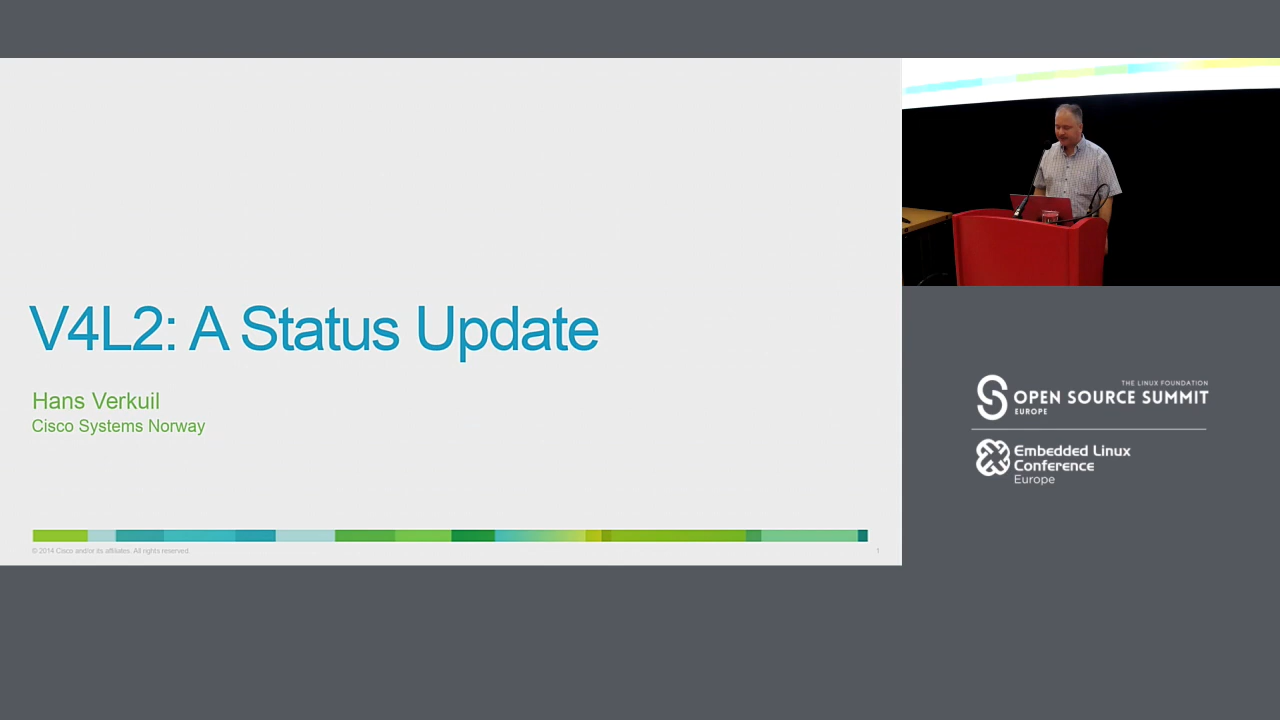 V4L2: A Status Update
Hans Verkuil
Cisco Systems Norway
© 2014 Cisco and/or its affiliates. All rights reserved.
1
THE LINUX FOUNDATION
OPEN SOURCE SUMMIT
EUROPE
Embedded Linux
Conference
Europe